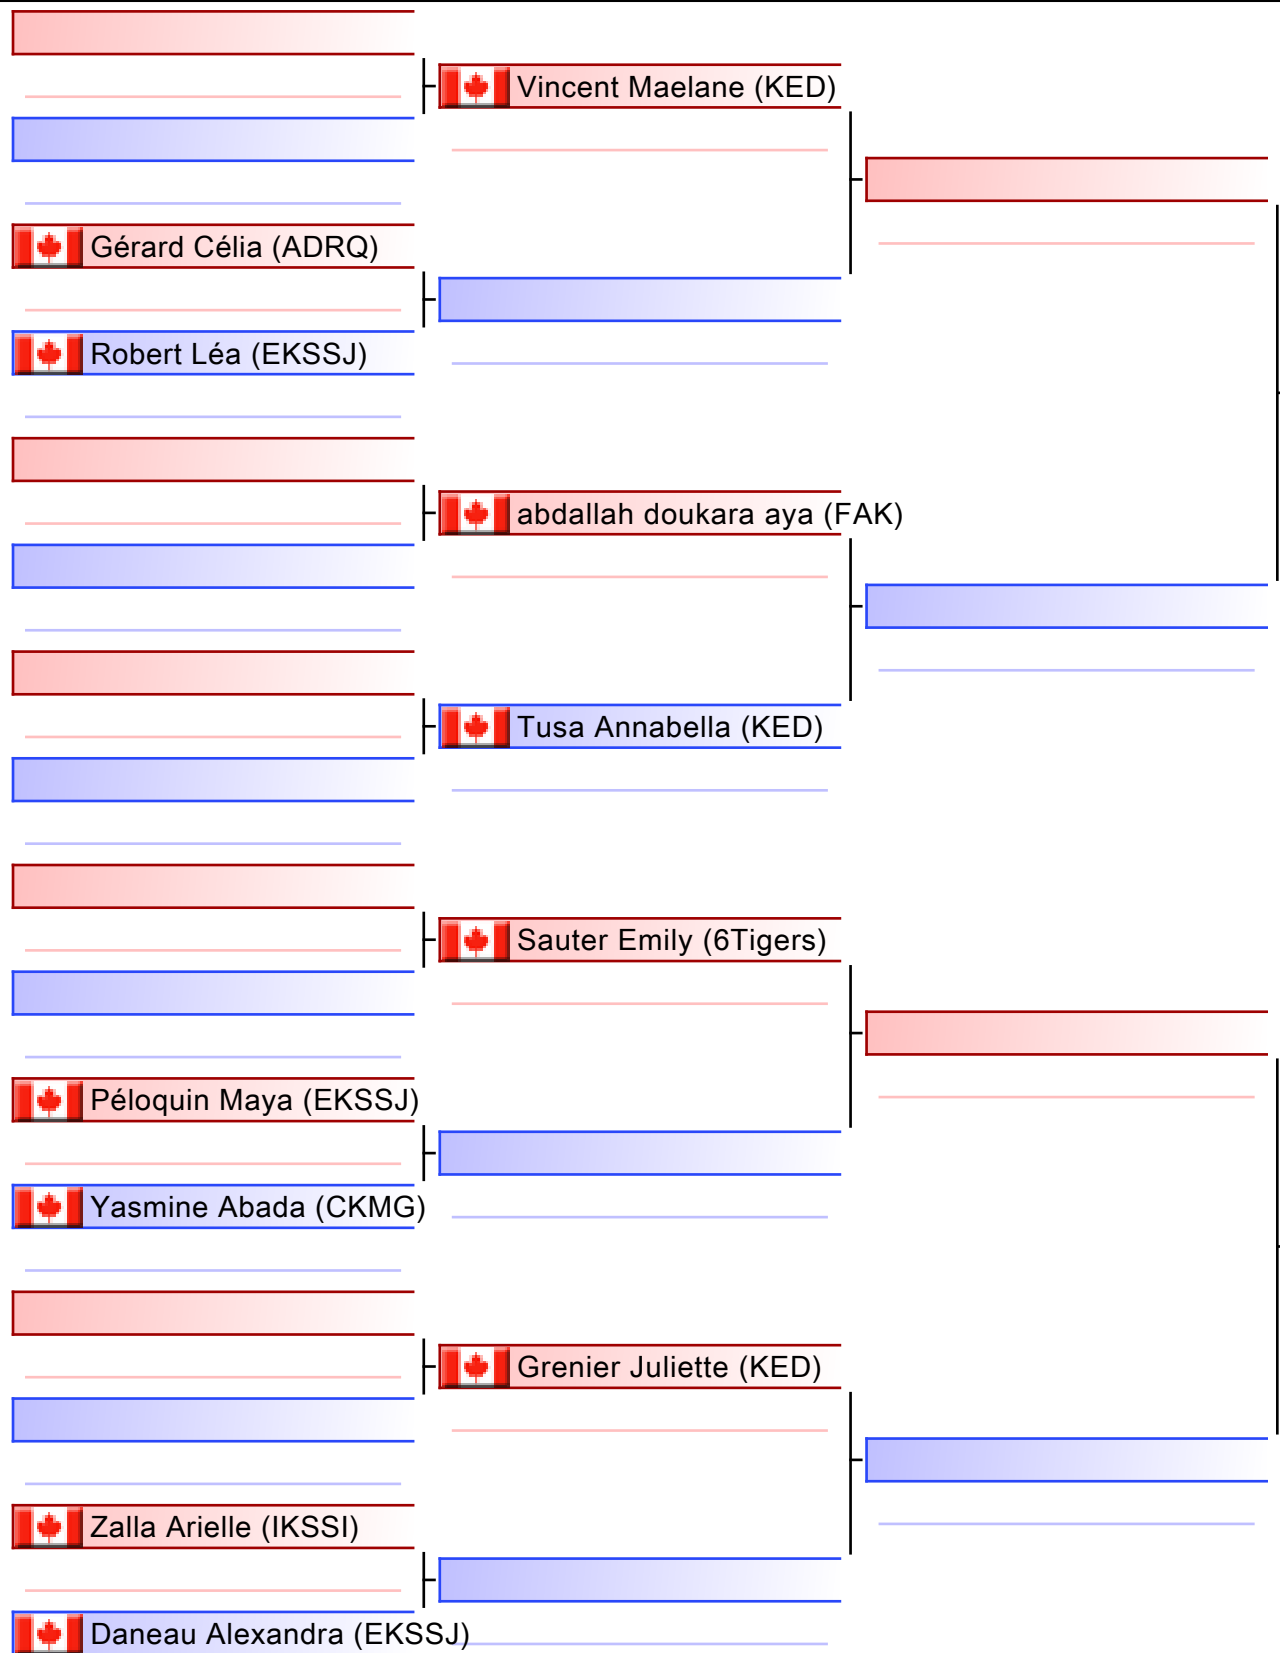 Vincent Maelane (KED)
Gérard Célia (ADRQ)
Robert Léa (EKSSJ)
abdallah doukara aya (FAK)
Tusa Annabella (KED)
Sauter Emily (6Tigers)
Péloquin Maya (EKSSJ)
Yasmine Abada (CKMG)
Grenier Juliette (KED)
Zalla Arielle (IKSSI)
Daneau Alexandra (EKSSJ)